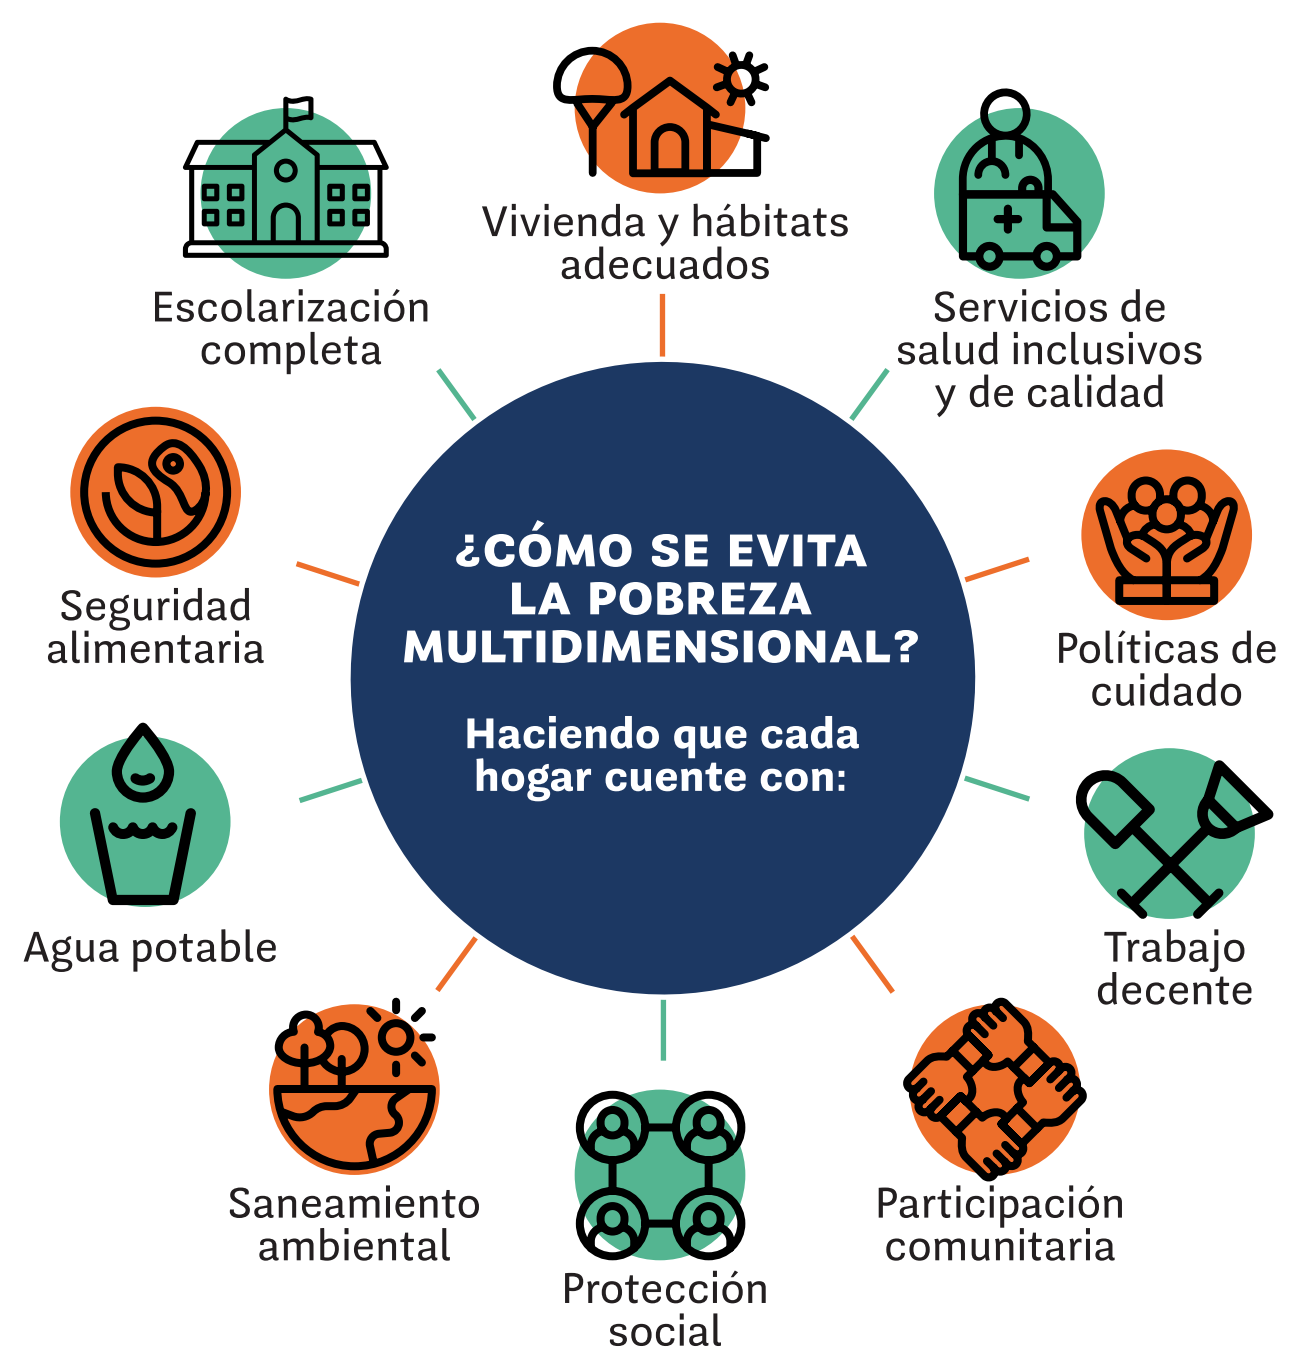 ¿CÓMO SE EVITA
LA POBREZA
MULTIDIMENSIONAL?
Haciendo que cada
hogar cuente con:
Vivienda y hábitats
adecuados
Servicios de
salud inclusivos
y de calidad
Políticas de
cuidado
Trabajo
decente
Participación
comunitaria
Protección
social
Saneamiento
ambiental
Agua potable
Seguridad
alimentaria
Escolarización
completa